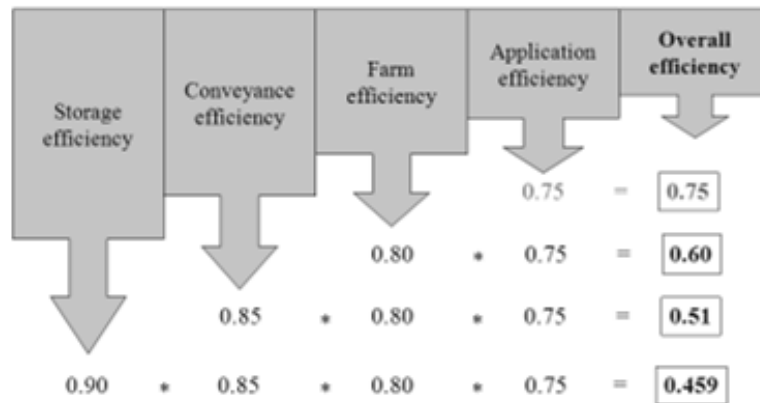 Storage
efficiency
Conveyance
efficiency
Farm
efficiency
Application
efficiency
Overall
efficiency
0.75 = 0.75
0.80 * 0.75 = 0.60
0.85 * 0.80 * 0.75 = 0.51
0.90 * 0.85 * 0.80 * 0.75 = 0.459